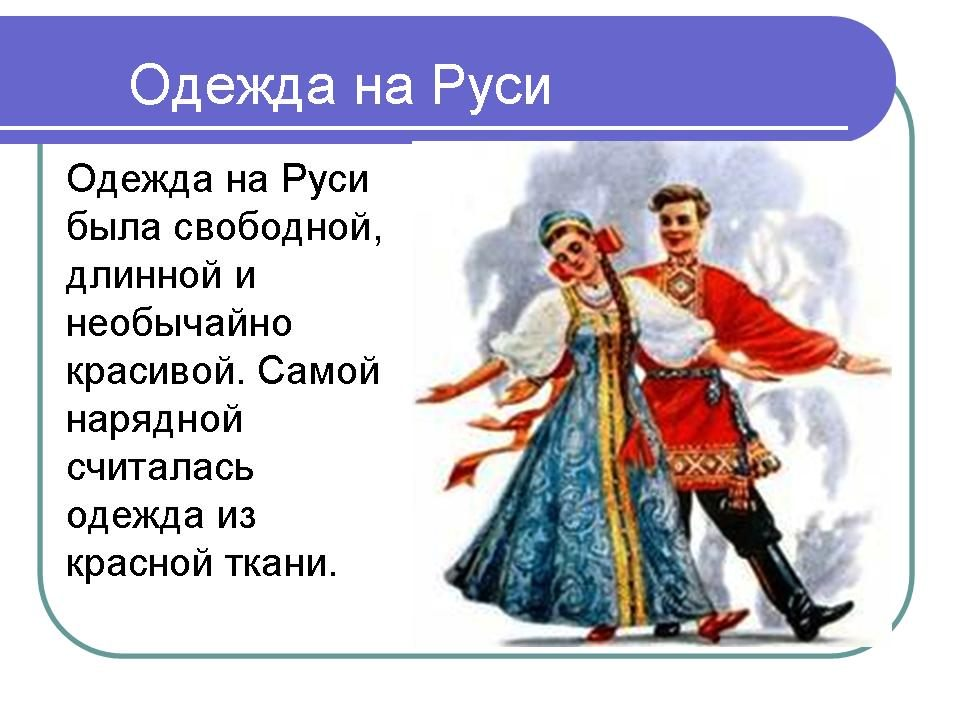 Одежда на Руси
Одежда на Руси
была свободной,
длинной и
необычайно
красивой. Самой
нарядной
считалась
одежда из
красной ткани.